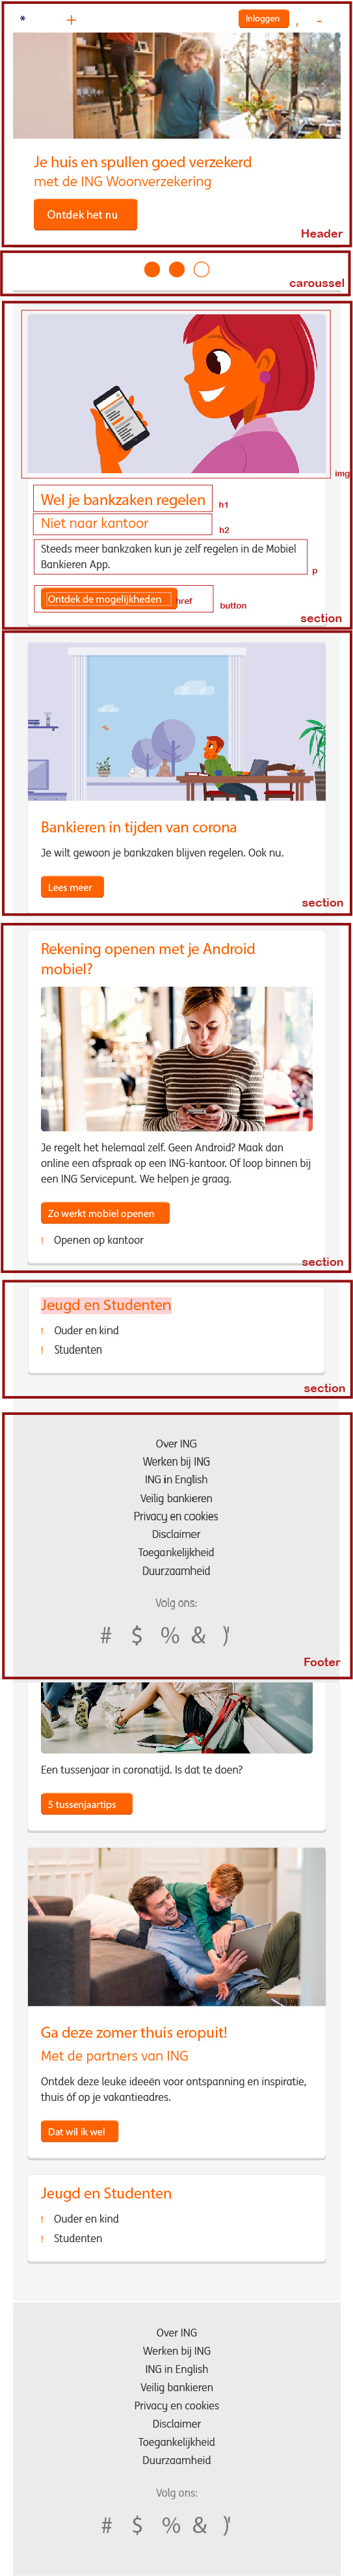 *
+
Inloggen
,
–
Je huis en spullen goed verzekerd
met de ING Woonverzekering
Ontdek het nu
Header
caroussel
img
Wel je bankzaken regelen
h1
Niet naar kantoor
h2
Steeds meer bankzaken kun je zelf regelen in de Mobiel
Bankieren App.
p
Ontdek de mogelijkheden
href
button
section
Bankieren in tijden van corona
Je wilt gewoon je bankzaken blijven regelen. Ook nu.
Lees meer
section
Rekening openen met je Android
mobiel?
Je regelt het helemaal zelf. Geen Android? Maak dan
online een afspraak op een ING-kantoor. Of loop binnen bij
een ING Servicepunt. We helpen je graag.
Zo werkt mobiel openen
! Openen op kantoor
section
Jeugd en Studenten
! Ouder en kind
! Studenten
section
Over ING
Werken bij ING
ING in English
Veilig bankieren
Privacy en cookies
Disclaimer
Toegankelijkheid
Duurzaamheid
Volg ons:
# $ % & )'
Footer
Een tussenjaar in coronatijd. Is dat te doen?
5 tussenjaartips
Ga deze zomer thuis eropuit!
Met de partners van ING
Ontdek deze leuke ideeën voor ontspanning en inspiratie,
thuis óf op je vakantieadres.
Dat wil ik wel
Jeugd en Studenten
! Ouder en kind
! Studenten
Over ING
Werken bij ING
ING in English
Veilig bankieren
Privacy en cookies
Disclaimer
Toegankelijkheid
Duurzaamheid
Volg ons:
# $ % & )'